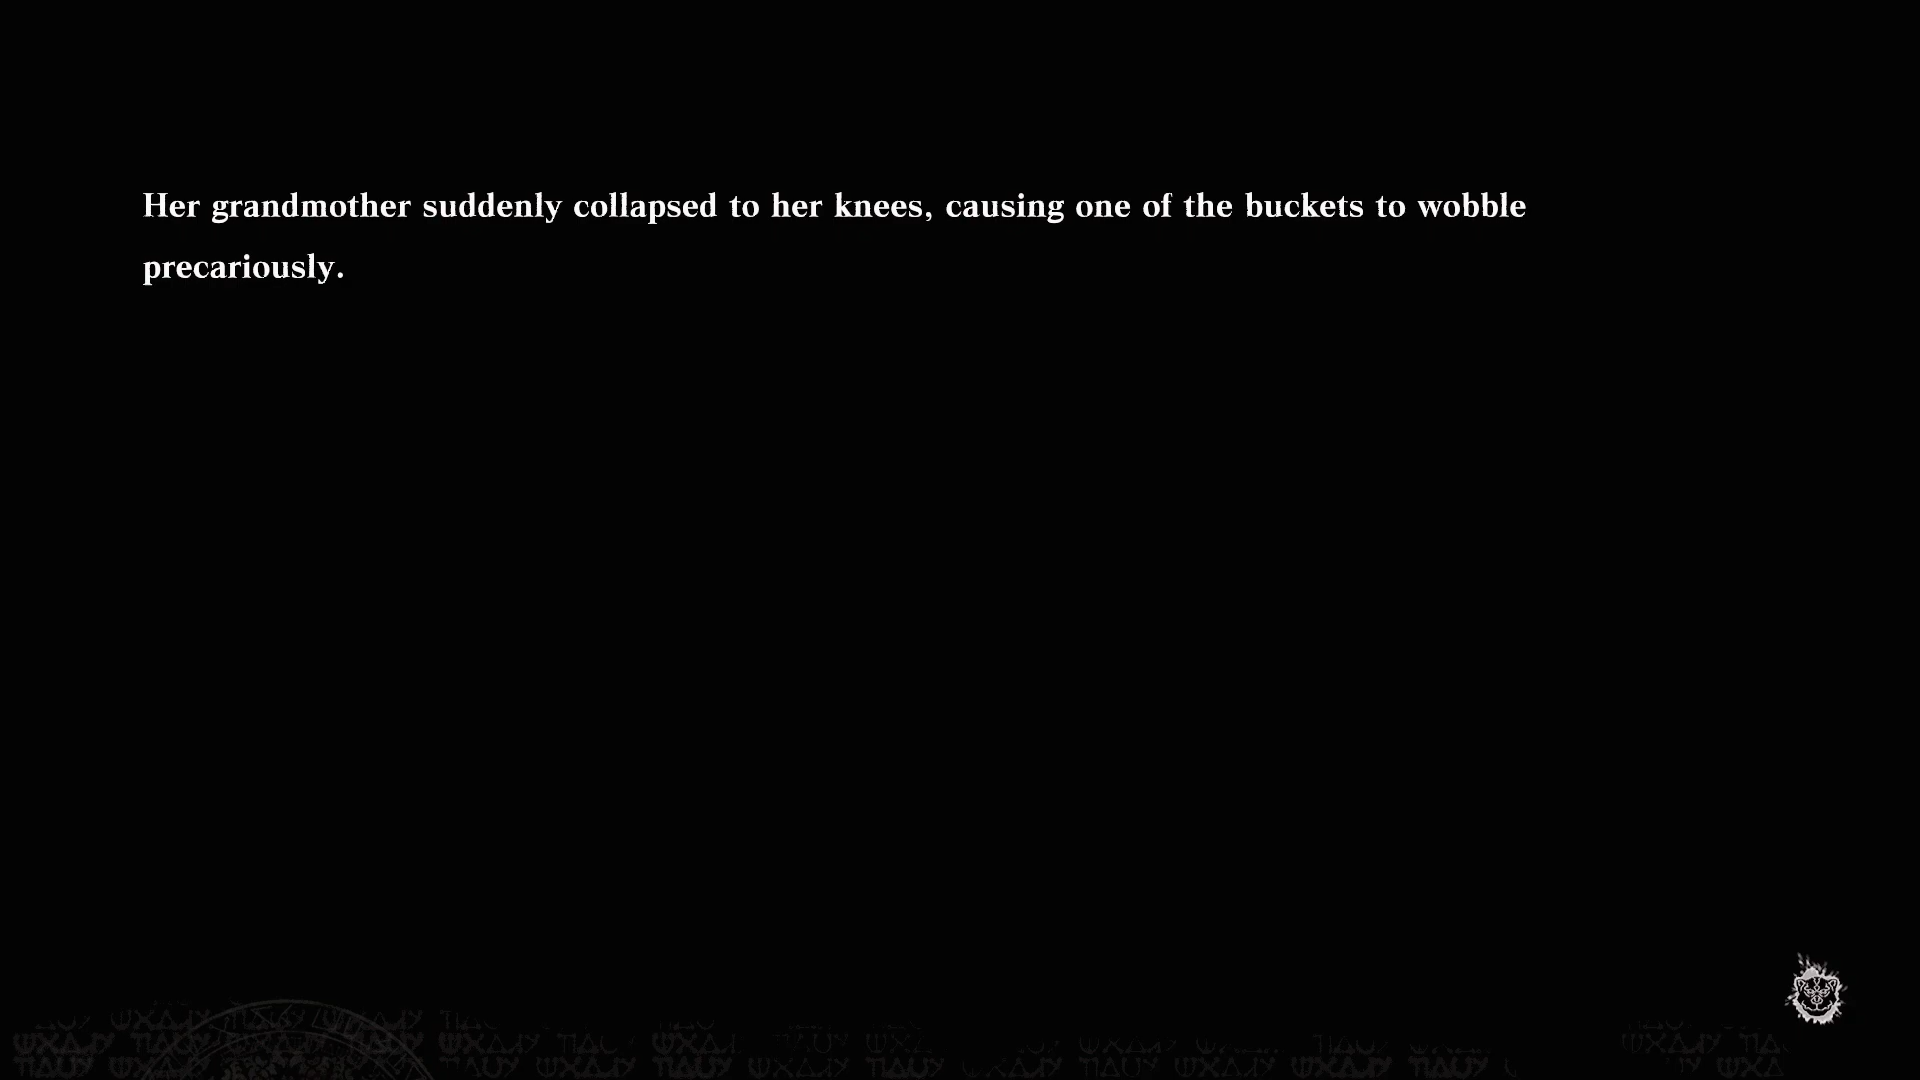 Her grandmother suddenly collapsed to her knees, causing one of the buckets to wobble
precariously.